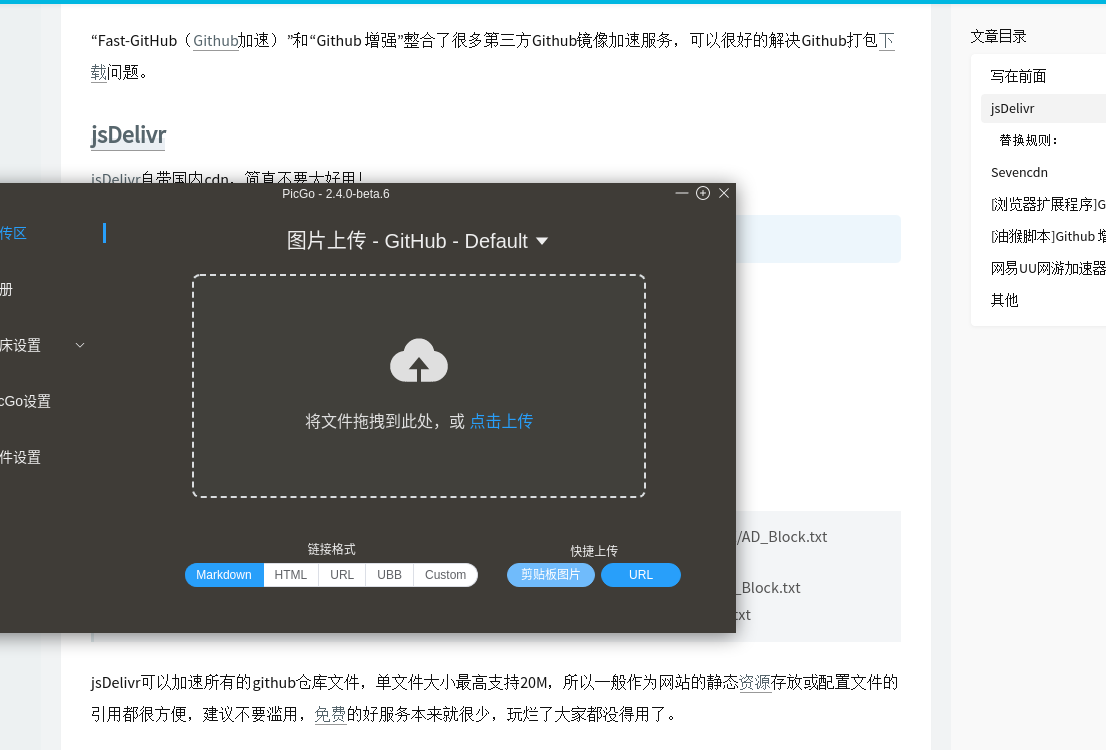 “Fast-GitHub（Github加速）”和“Github 增强”整合了很多第三方Github镜像加速服务，可以很好的解决Github打包下
载问题。
jsDelivr
jsDelivr自带国内cdn，简直不要太好用！
PicGo - 2.4.0-beta.6
传区
册
床设置
cGo设置
件设置
图片上传 - GitHub - Default
将文件拖拽到此处，或 点击上传
链接格式
快捷上传
Markdown HTML URL UBB Custom
剪贴板图片 URL
/AD_Block.txt
_Block.txt
txt
jsDelivr可以加速所有的github仓库文件，单文件大小最高支持20M，所以一般作为网站的静态资源存放或配置文件的
引用都很方便，建议不要滥用，免费的好服务本来就很少，玩烂了大家都没得用了。
文章目录
写在前面
jsDelivr
替换规则：
Sevencdn
[浏览器扩展程序]G
[油猴脚本]Github 增
网易UU网游加速器
其他